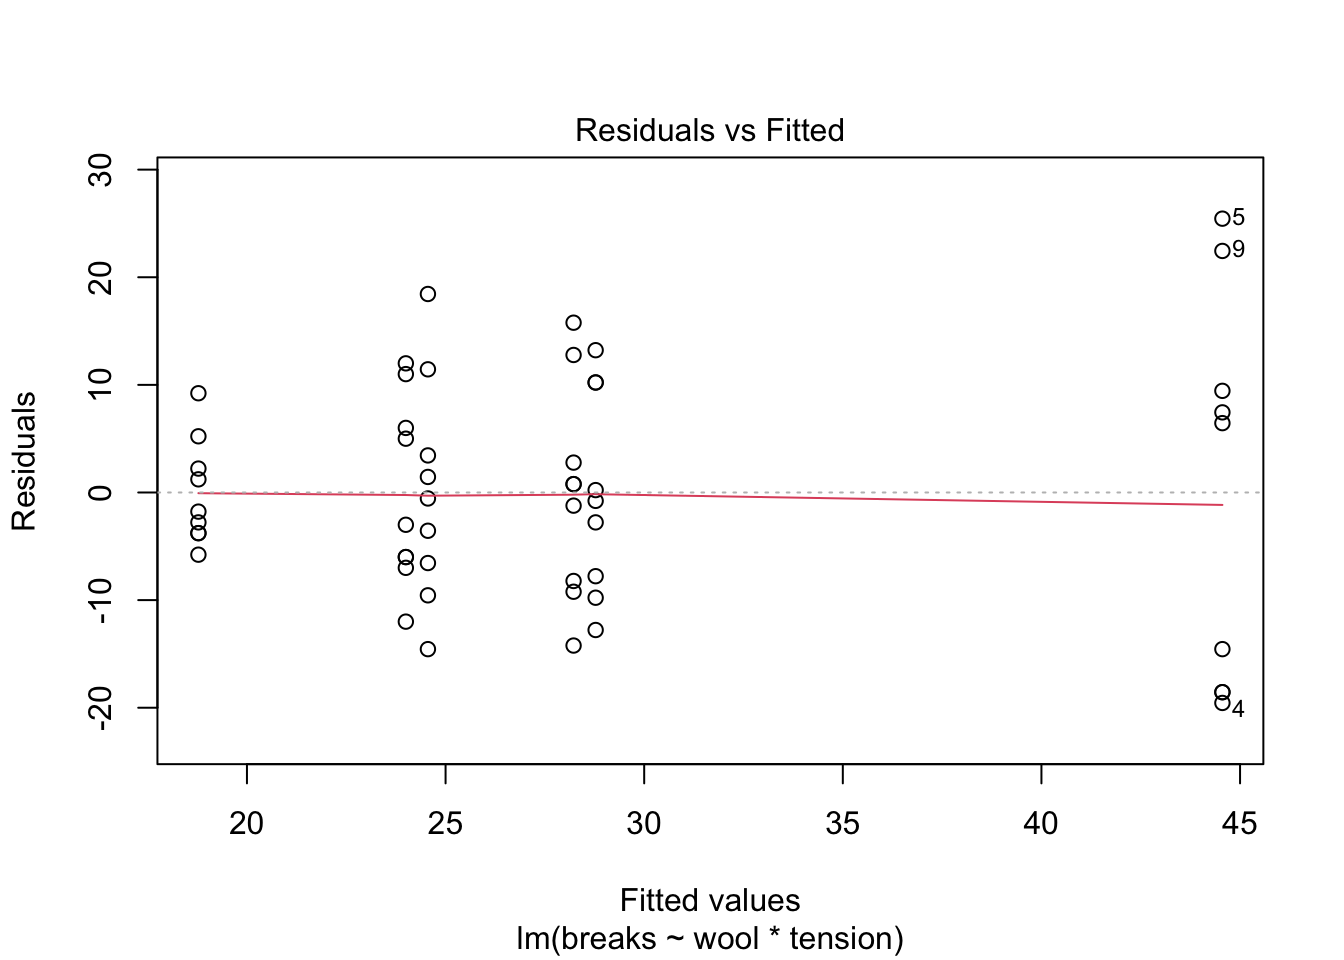 Residuals vs Fitted
30
20
10
0
-10
-20
Residuals
5
9
4
20 25 30 35 40 45
Fitted values
lm(breaks ~ wool * tension)